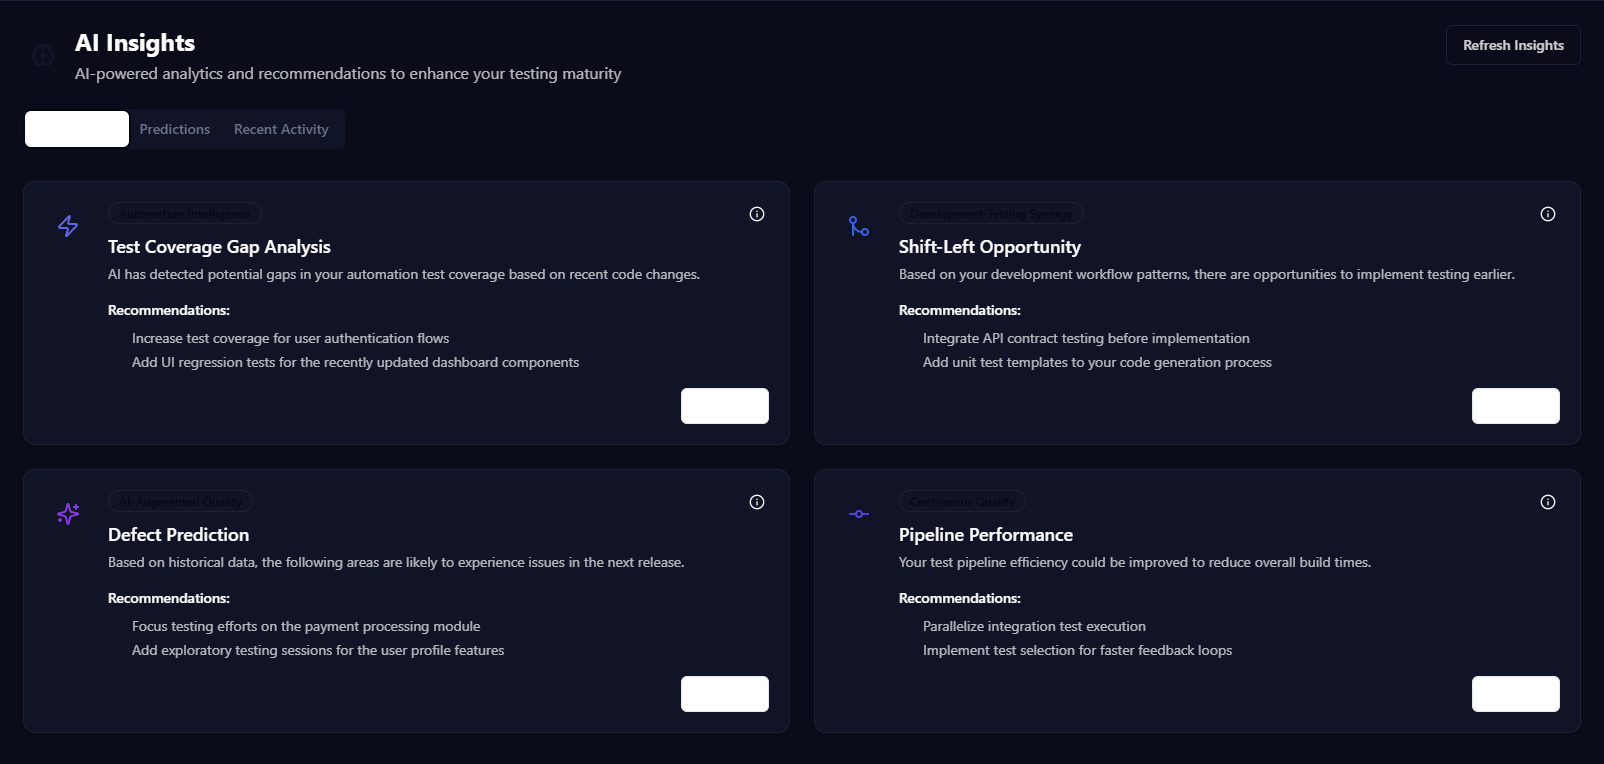 AI Insights
AI-powered analytics and recommendations to enhance your testing maturity
Refresh Insights
Predictions
Recent Activity
Automation Intelligence
Test Coverage Gap Analysis
AI has detected potential gaps in your automation test coverage based on recent code changes.
Recommendations:
Increase test coverage for user authentication flows
Add UI regression tests for the recently updated dashboard components
Development-Testing Synergy
Shift-Left Opportunity
Based on your development workflow patterns, there are opportunities to implement testing earlier.
Recommendations:
Integrate API contract testing before implementation
Add unit test templates to your code generation process
AI-Augmented Quality
Defect Prediction
Based on historical data, the following areas are likely to experience issues in the next release.
Recommendations:
Focus testing efforts on the payment processing module
Add exploratory testing sessions for the user profile features
Continuous Quality
Pipeline Performance
Your test pipeline efficiency could be improved to reduce overall build times.
Recommendations:
Parallelize integration test execution
Implement test selection for faster feedback loops